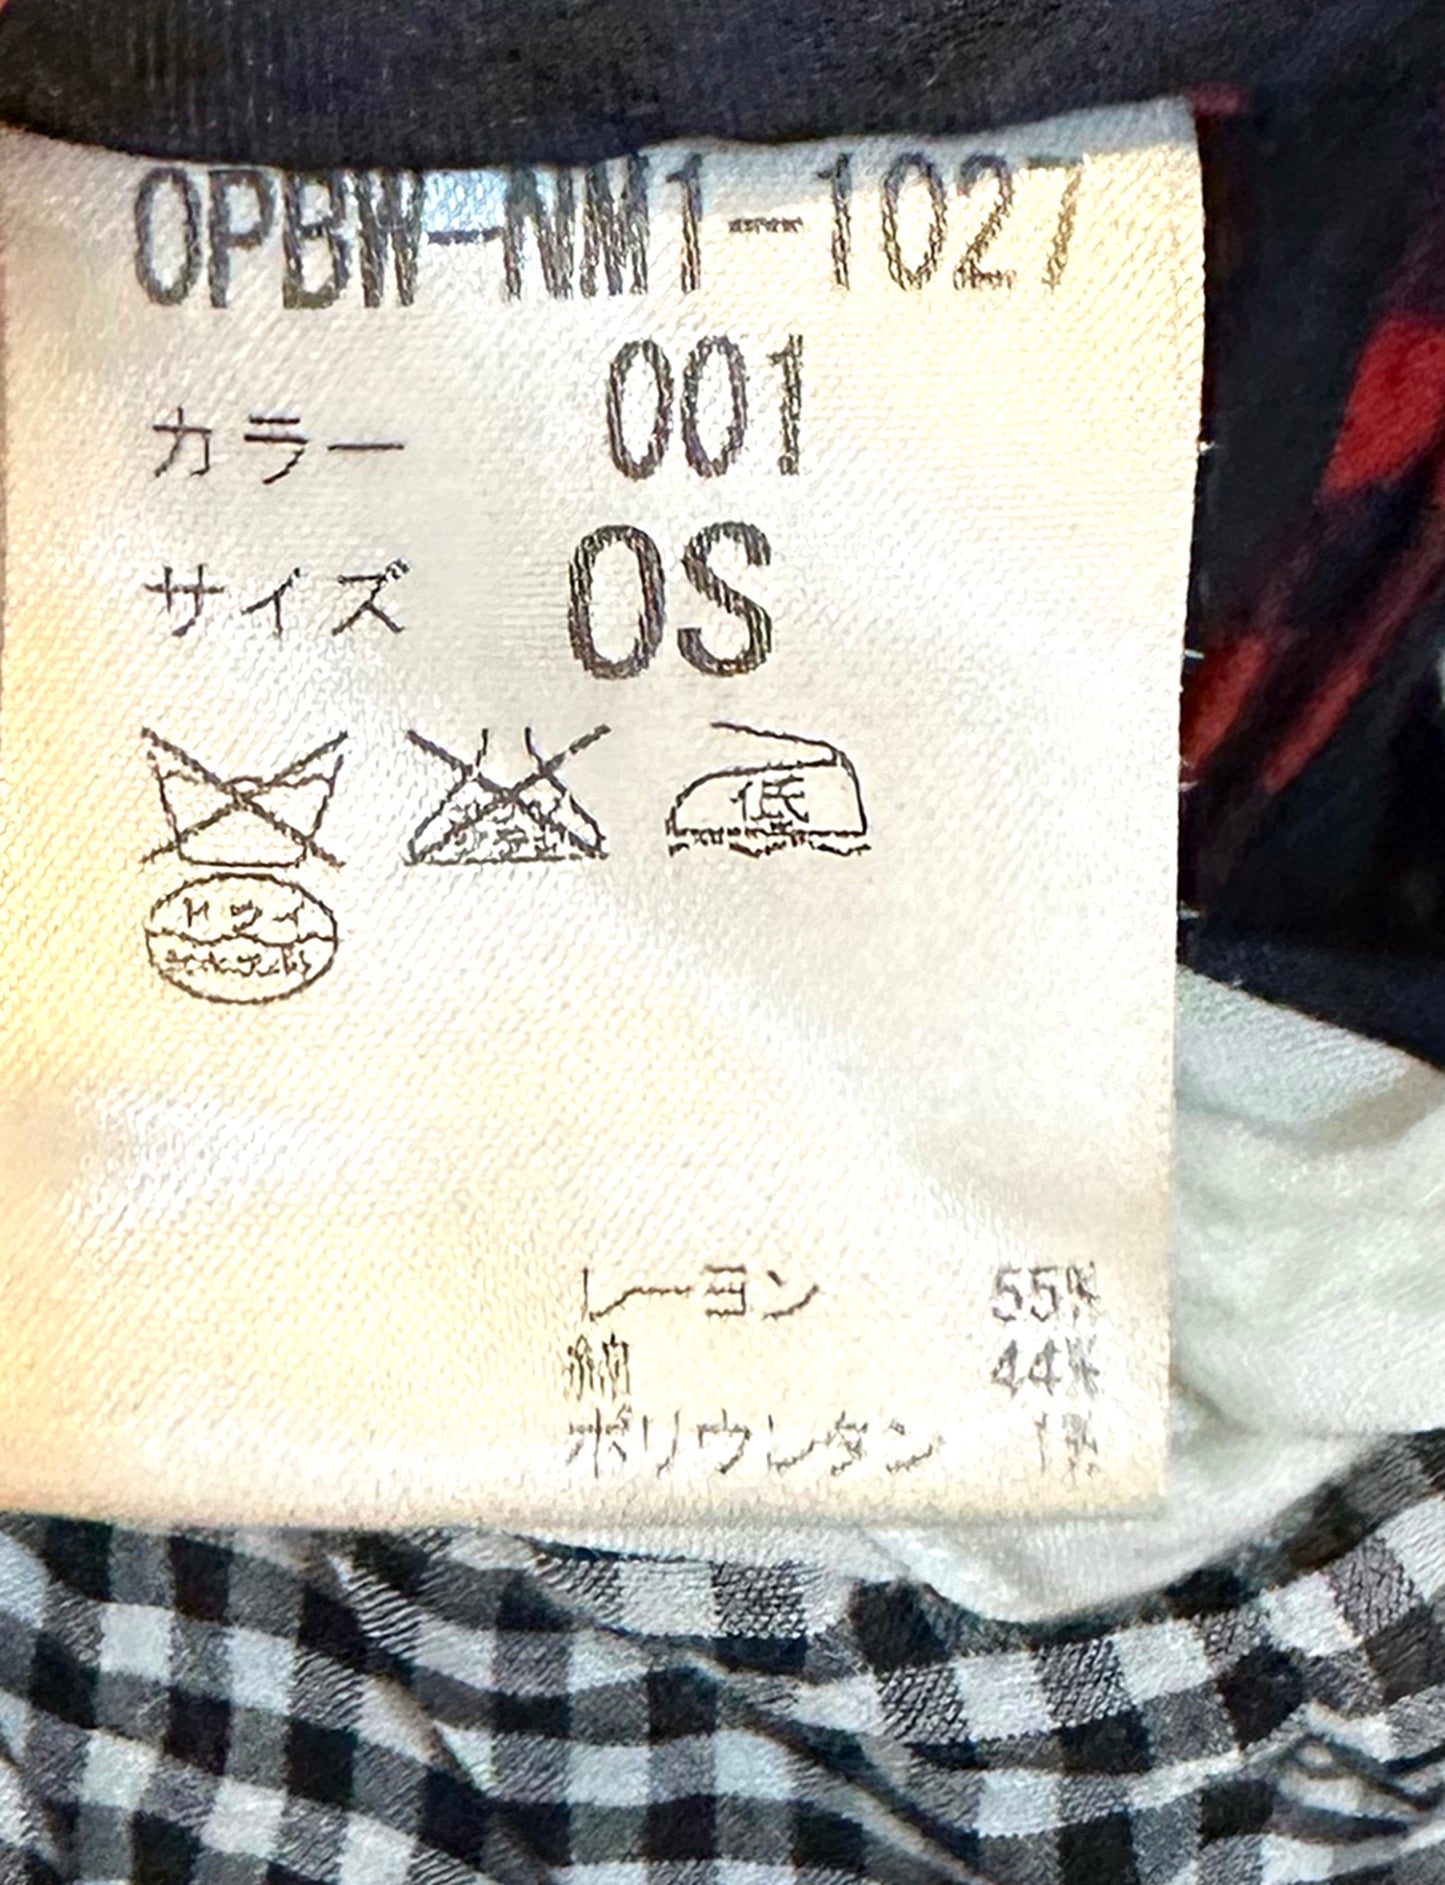 OPBW-NM1-1027
カラー 001
サイズ OS
低
ドライ
レーヨン 55%
綿 44%
ポリウレタン 1%